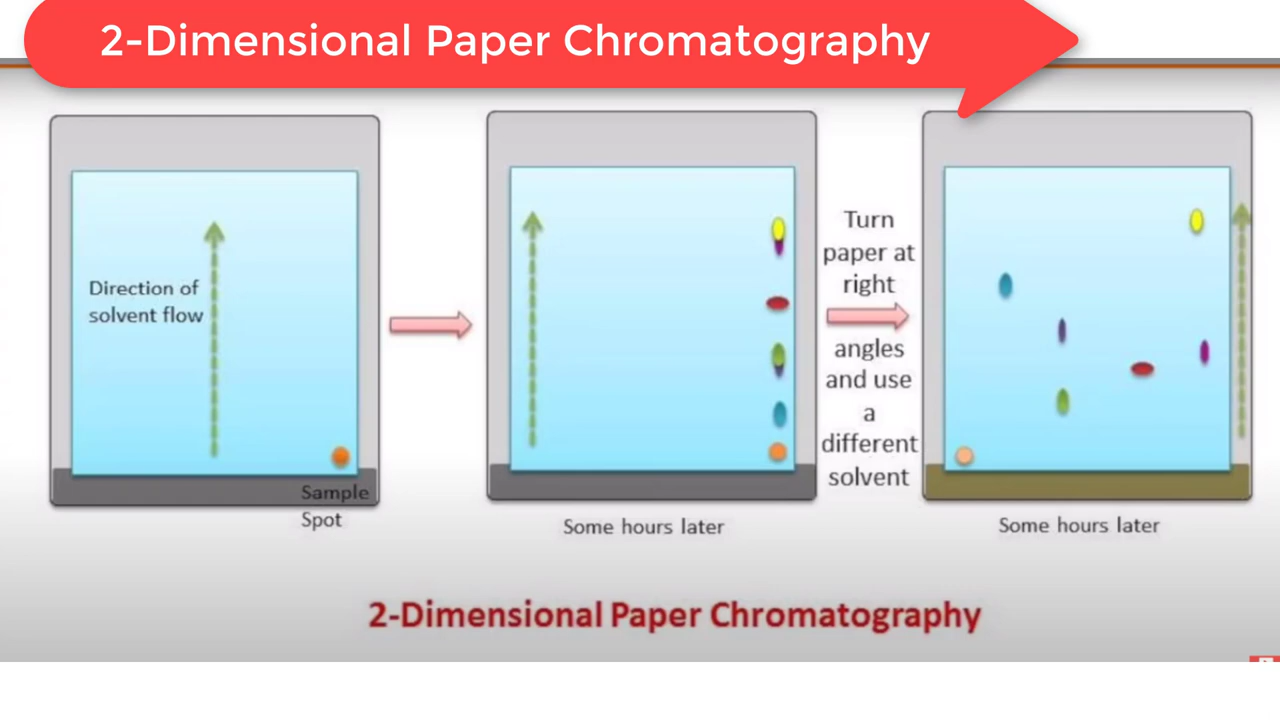 2-Dimensional Paper Chromatography
Direction of
solvent flow
Sample
Spot
Some hours later
Turn
paper at
right
angles
and use
a
different
solvent
Some hours later
2-Dimensional Paper Chromatography